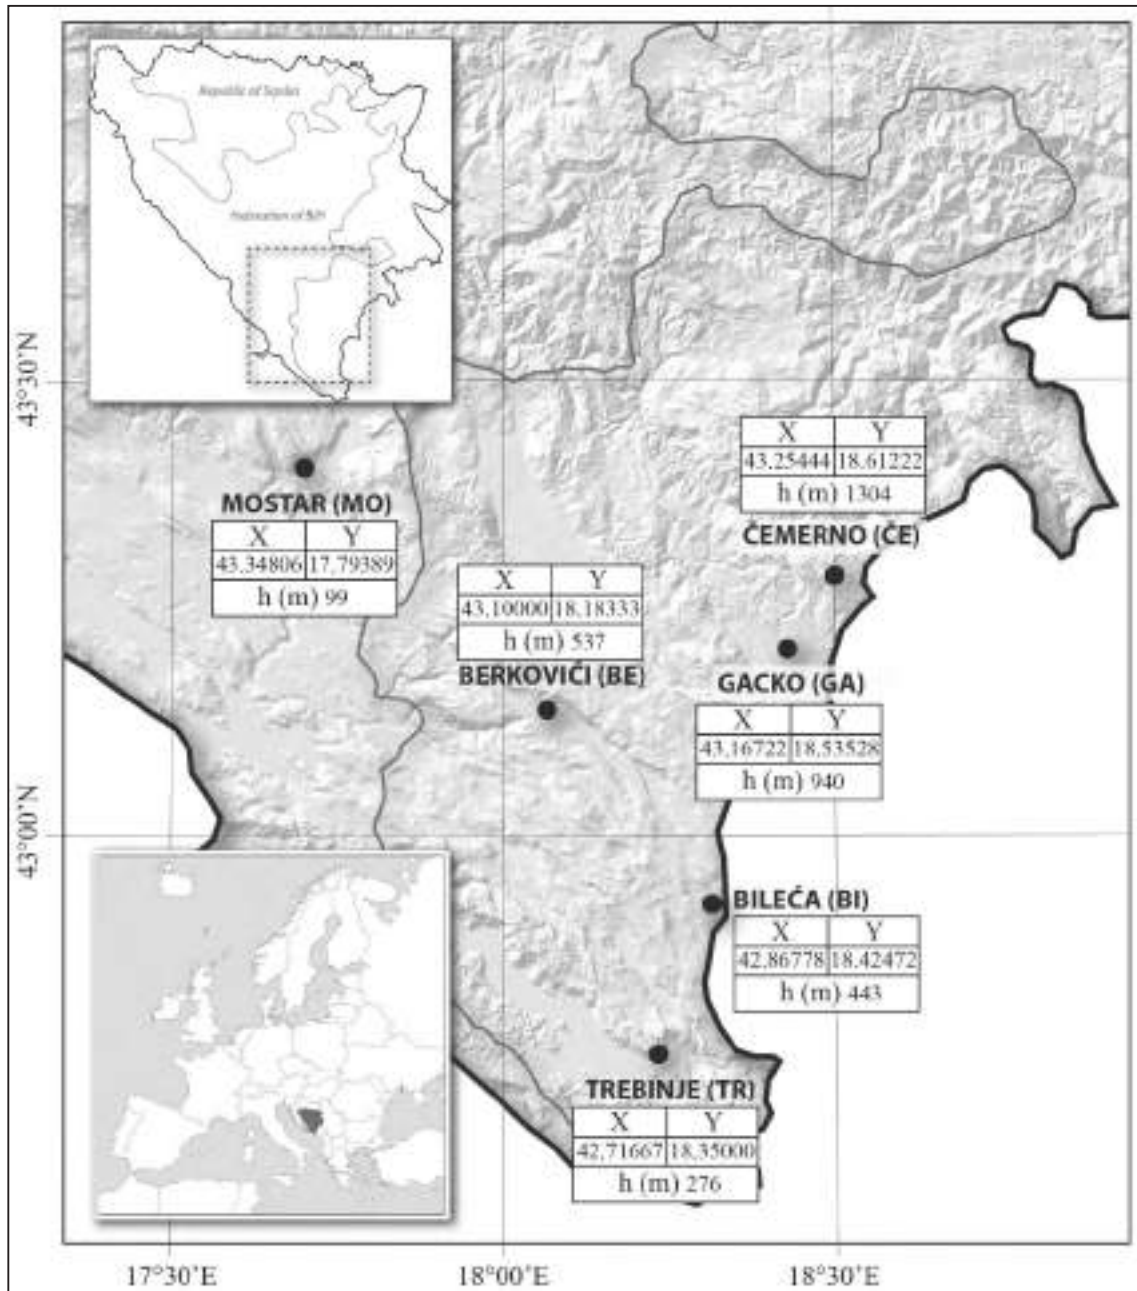 Republic of Srpska
Federation of BiH
43°30'N
X Y
43.25444 18.61222
h (m) 1304
ČEMERNO (ČE)
MOSTAR (MO)
X Y
43.34806 17.79389
h (m) 99
X Y
43.10000 18.18333
h (m) 537
BERKOVIĆI (BE)
GACKO (GA)
X Y
43.16722 18.53528
h (m) 940
43°00'N
BILEĆA (BI)
X Y
42.86778 18.42472
h (m) 443
TREBINJE (TR)
X Y
42.71667 18.35000
h (m) 276
17°30'E 18°00'E 18°30'E